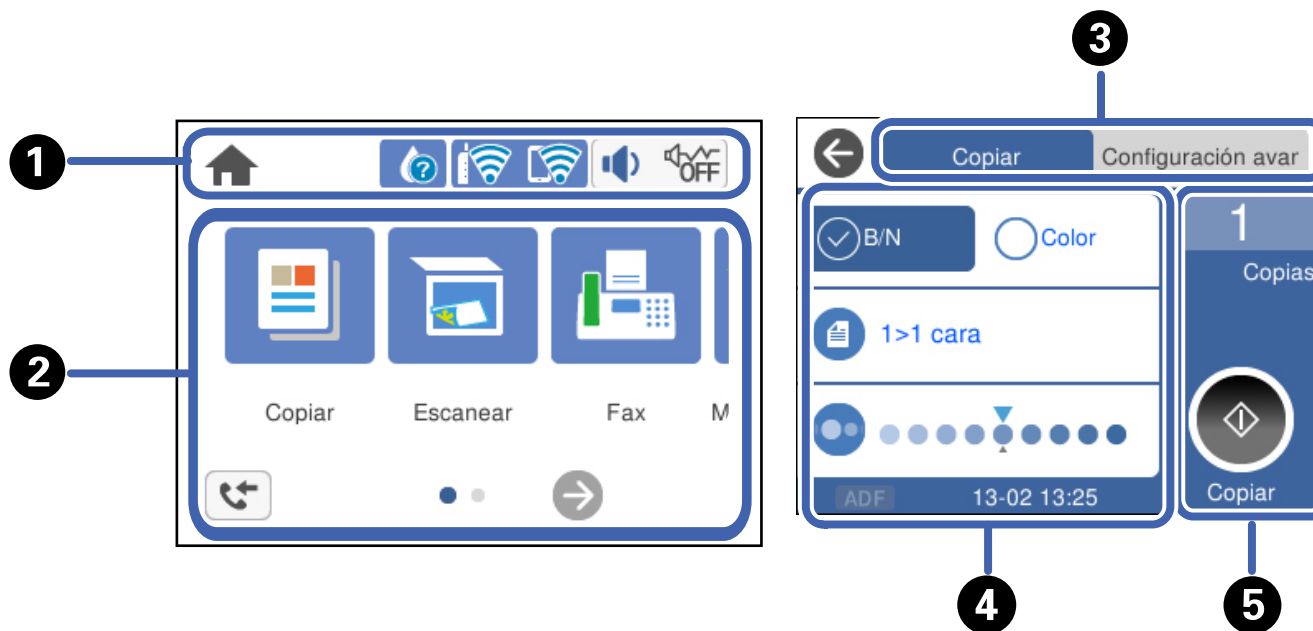 3
1
?
OFF
Copiar
Configuración avar
B/N
Color
1
Copias
1>1 cara
2
Copiar
Escanear
Fax
M
ADF
13-02 13:25
Copiar
4
5